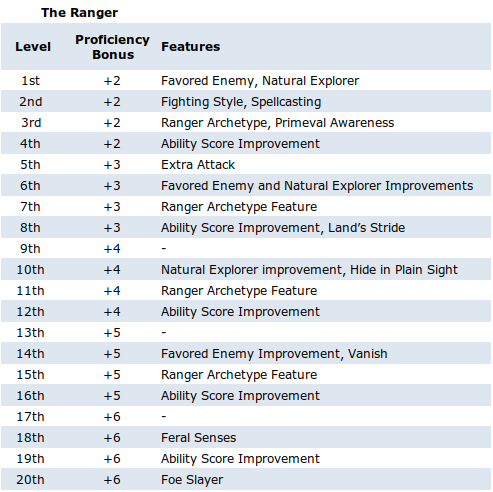 The Ranger
Level Proficiency Bonus Features
1st +2 Favored Enemy, Natural Explorer
2nd +2 Fighting Style, Spellcasting
3rd +2 Ranger Archetype, Primeval Awareness
4th +2 Ability Score Improvement
5th +3 Extra Attack
6th +3 Favored Enemy and Natural Explorer Improvements
7th +3 Ranger Archetype Feature
8th +3 Ability Score Improvement, Land’s Stride
9th +4 -
10th +4 Natural Explorer improvement, Hide in Plain Sight
11th +4 Ranger Archetype Feature
12th +4 Ability Score Improvement
13th +5 -
14th +5 Favored Enemy Improvement, Vanish
15th +5 Ranger Archetype Feature
16th +5 Ability Score Improvement
17th +6 -
18th +6 Feral Senses
19th +6 Ability Score Improvement
20th +6 Foe Slayer